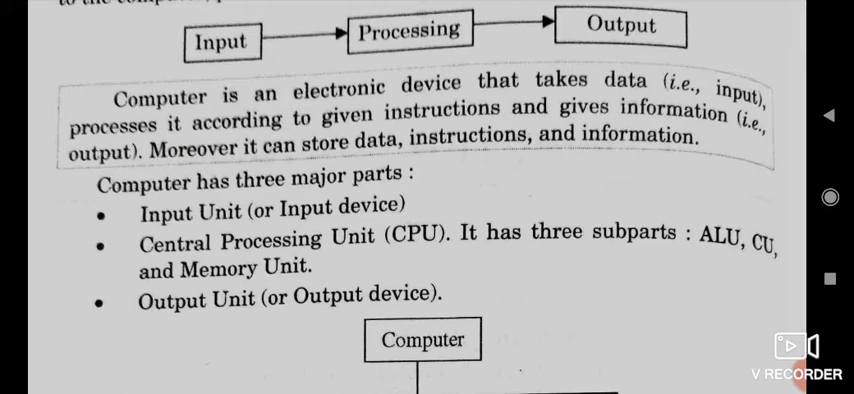 Input
Processing
Output
Computer is an electronic device that takes data (i.e., input),
processes it according to given instructions and gives information (i.e.,
output). Moreover it can store data, instructions, and information.
Computer has three major parts :
• Input Unit (or Input device)
• Central Processing Unit (CPU). It has three subparts : ALU, CU,
and Memory Unit.
• Output Unit (or Output device).
Computer
V RECORDER